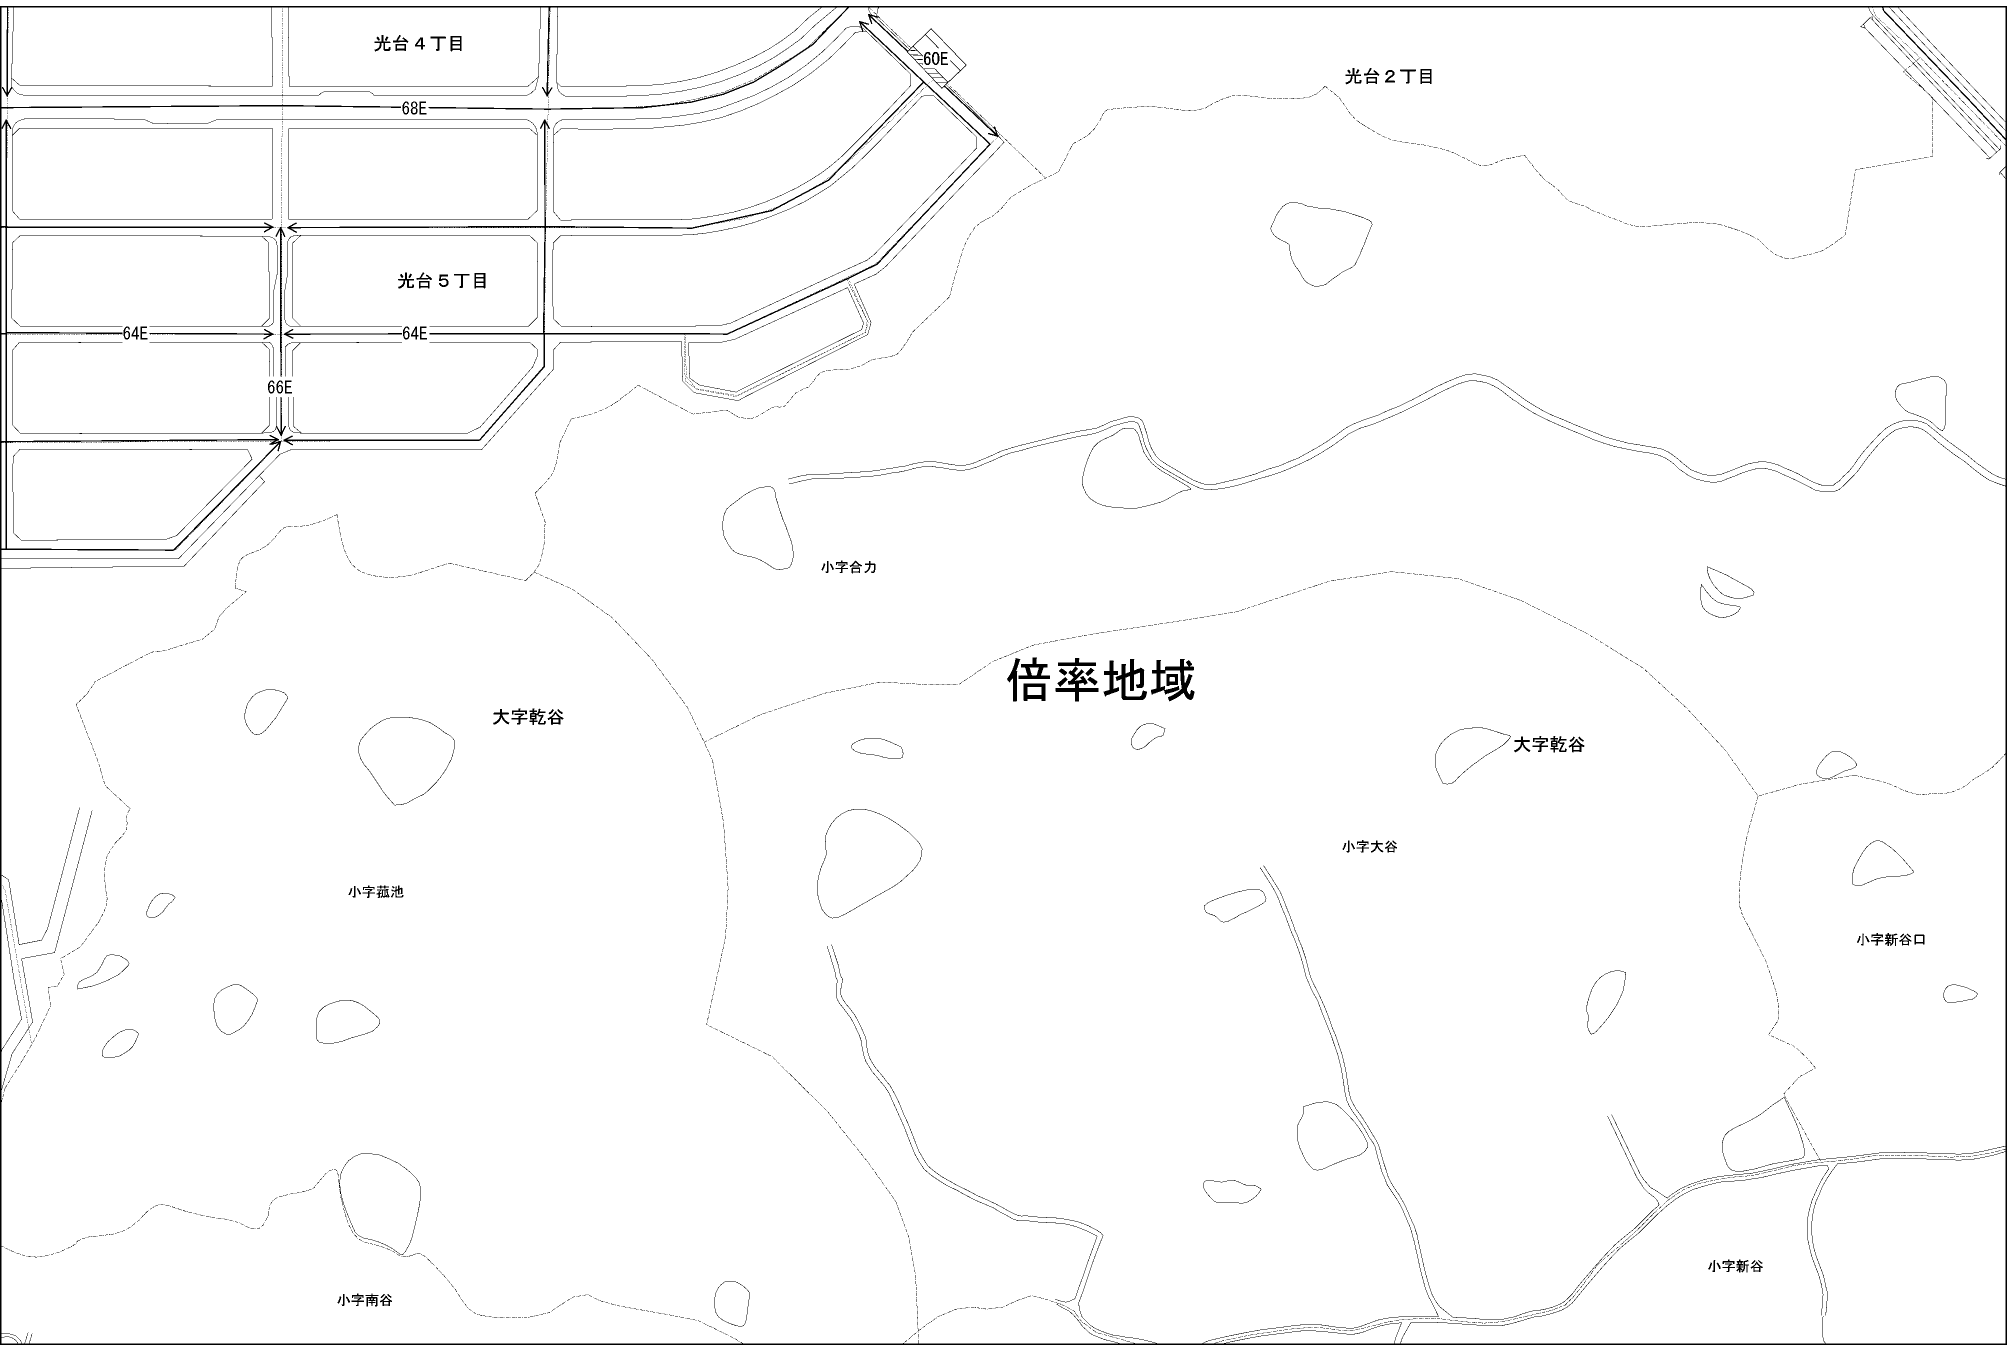 光台4丁目
60E
光台2丁目
68E
光台5丁目
64E
64E
66E
小字合力
倍率地域
大字乾谷
大字乾谷
小字大谷
小字菰池
小字新谷口
小字新谷
小字南谷